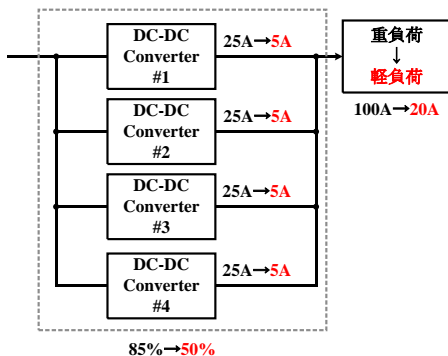 DC-DC
Converter
#1
25A→5A
重負荷
↓
軽負荷
100A→20A
DC-DC
Converter
#2
25A→5A
DC-DC
Converter
#3
25A→5A
DC-DC
Converter
#4
25A→5A
85%→50%